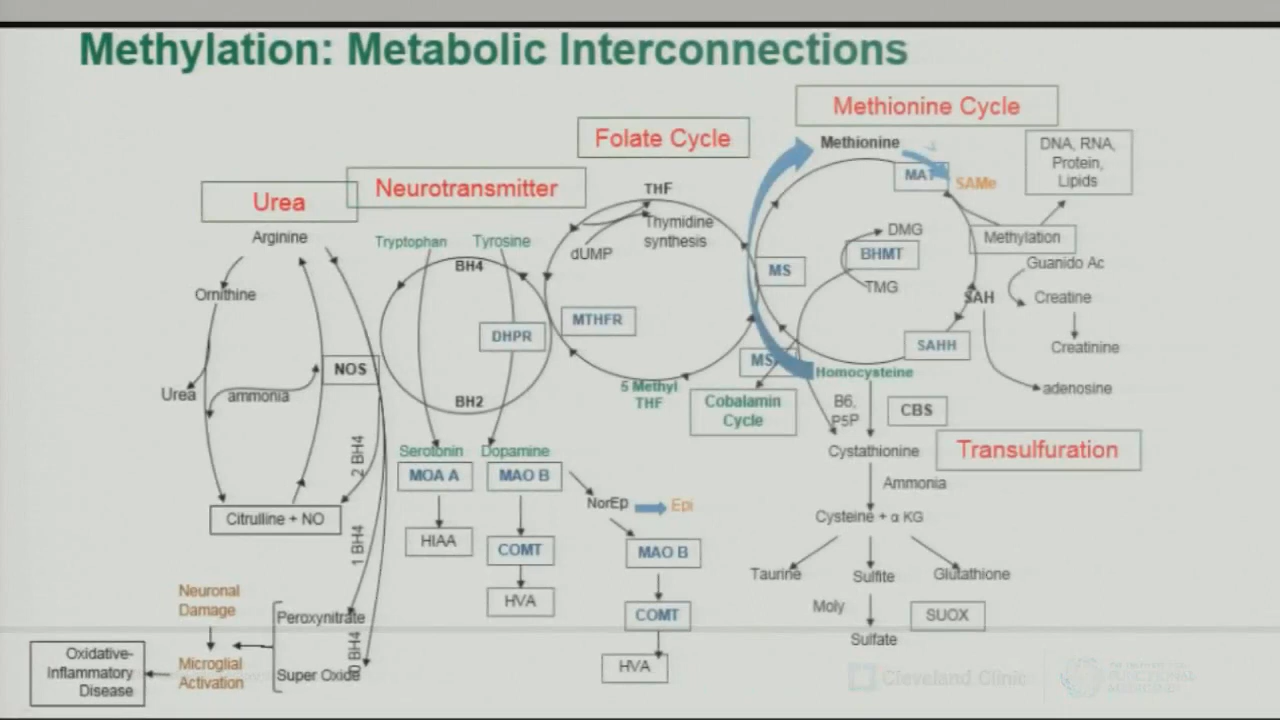 Methylation: Metabolic Interconnections
Methionine Cycle
Folate Cycle
Neurotransmitter
Urea
Methionine
MAT
SAMe
DNA, RNA,
Protein,
Lipids
Methylation
Guanido Ac
Creatine
Creatinine
adenosine
SAH
SAHH
DMG
BHMT
TMG
MS
Homocysteine
Cobalamin
Cycle
THF
Thymidine
synthesis
dUMP
MTHFR
5 Methyl
THF
Tryptophan
Tyrosine
BH4
DHPR
BH2
Arginine
Ornithine
Urea
ammonia
NOS
Citrulline + NO
2 BH4
1 BH4
0 BH4
Serotonin
Dopamine
MOA A
MAO B
HIAA
COMT
HVA
NorEp
Epi
MAO B
COMT
HVA
B6,
P5P
CBS
Transulfuration
Cystathionine
Ammonia
Cysteine + α KG
Taurine
Sulfite
Glutathione
Moly
SUOX
Sulfate
Neuronal
Damage
Microglial
Activation
Peroxynitrate
Super Oxide
Oxidative-
Inflammatory
Disease
Cleveland Clinic